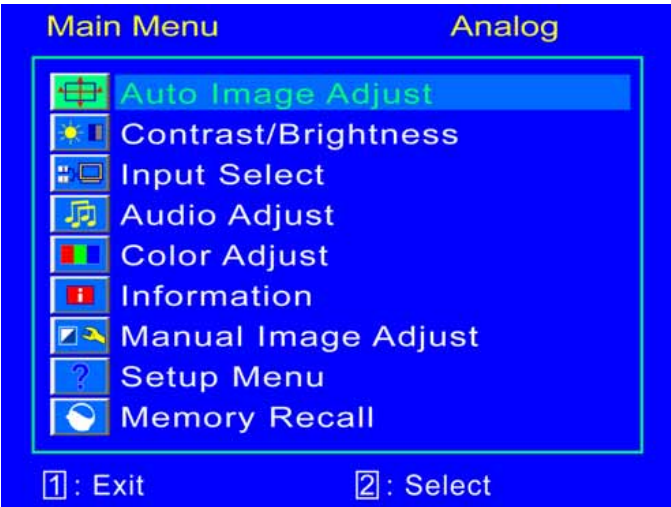 Main Menu Analog
Auto Image Adjust
Contrast/Brightness
Input Select
Audio Adjust
Color Adjust
Information
Manual Image Adjust
Setup Menu
Memory Recall
1 : Exit 2 : Select